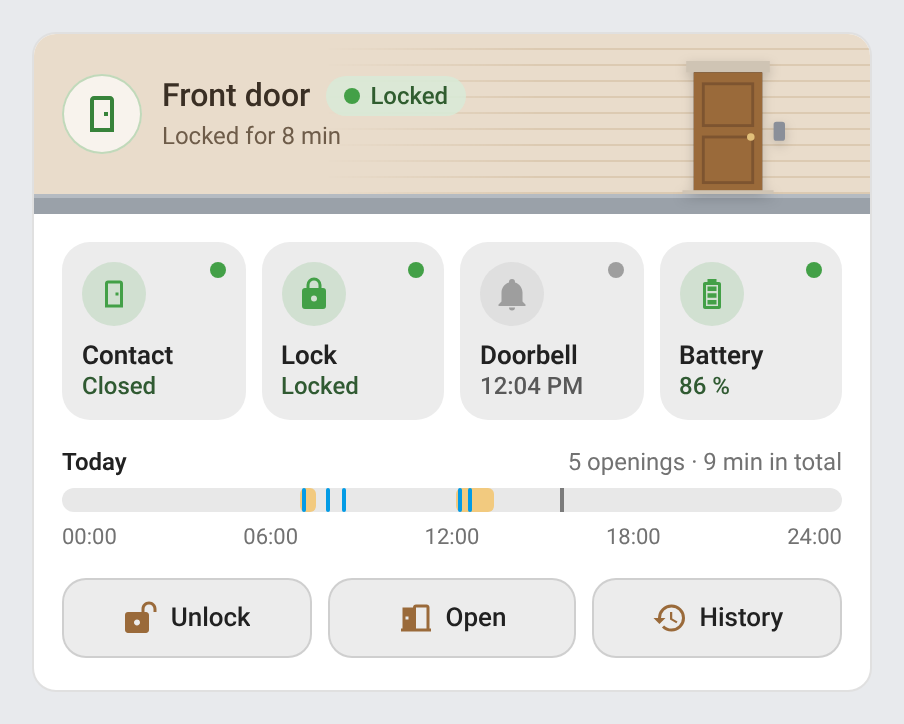 Front door
Locked
Locked for 8 min
Contact
Closed
Lock
Locked
Doorbell
12:04 PM
Battery
86 %
Today
5 openings · 9 min in total
00:00 06:00 12:00 18:00 24:00
Unlock
Open
History